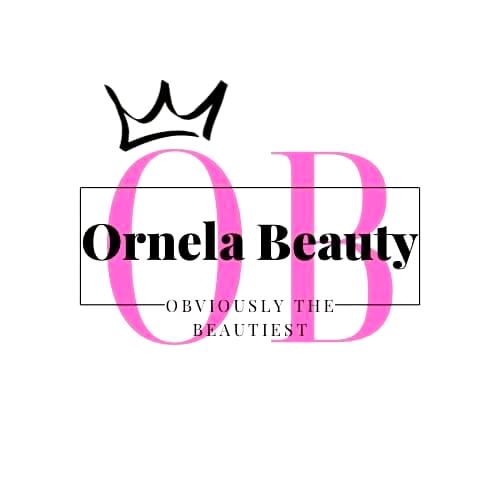 OB
Ornela Beauty
OBVIOUSLY THE
BEAUTIEST